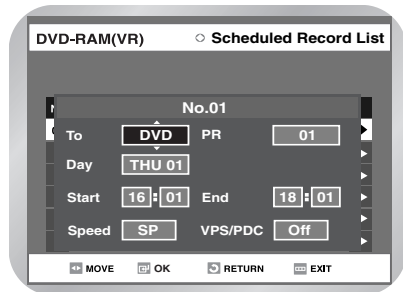 DVD-RAM(VR) Scheduled Record List
No.01
To DVD PR 01
Day THU 01
Start 16 : 01 End 18 : 01
Speed SP VPS/PDC Off
MOVE OK RETURN EXIT